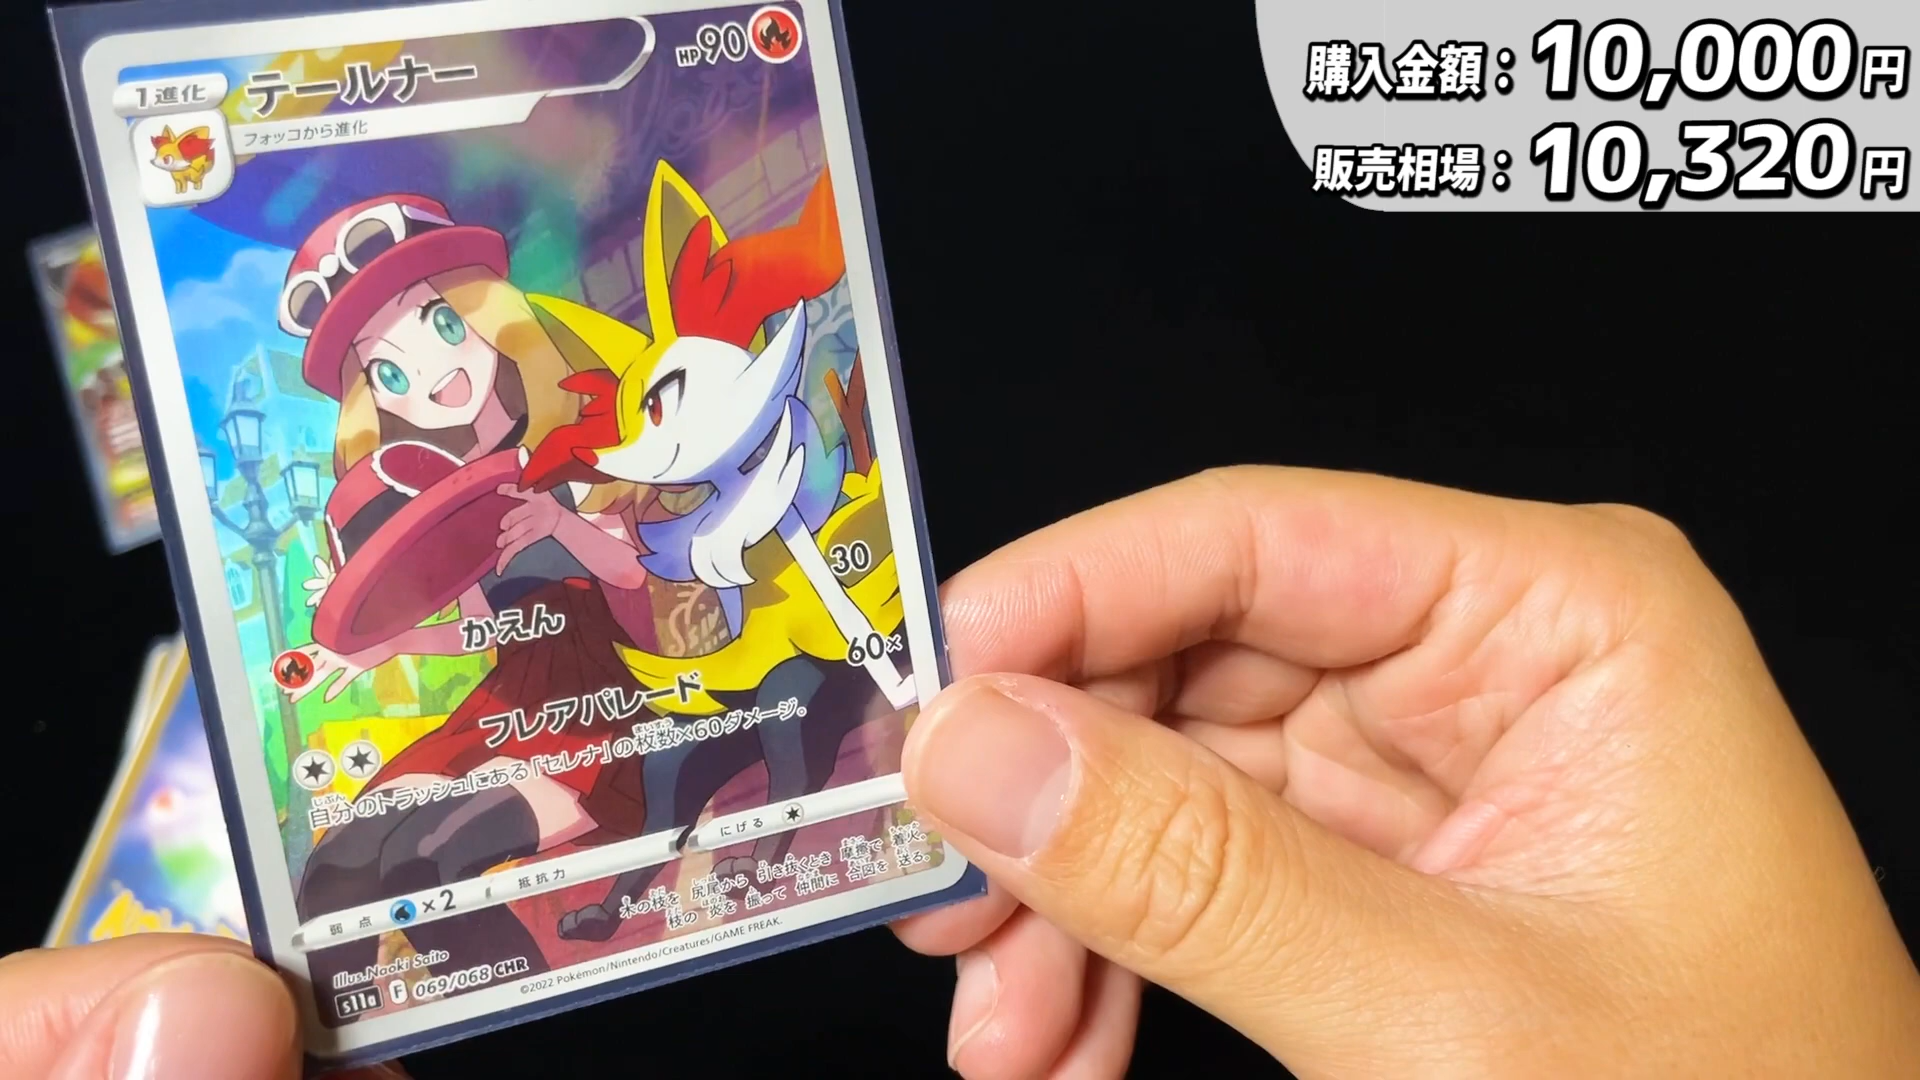 購入金額：10,000円
販売相場：10,320円
1進化
テールナー
HP90
フォッコから進化
かえん
30
フレアパレード
60×
自分のトラッシュにある「セレナ」の枚数×60ダメージ。
弱点
×2
抵抗力
にげる
木の枝を 尻尾から 引き抜くとき 摩擦で 着火。
枝の 炎を 振って 仲間に 合図を 送る。
Illus.Naoki Saito
s11a F 069/068 CHR
©2022 Pokémon/Nintendo/Creatures/GAME FREAK.